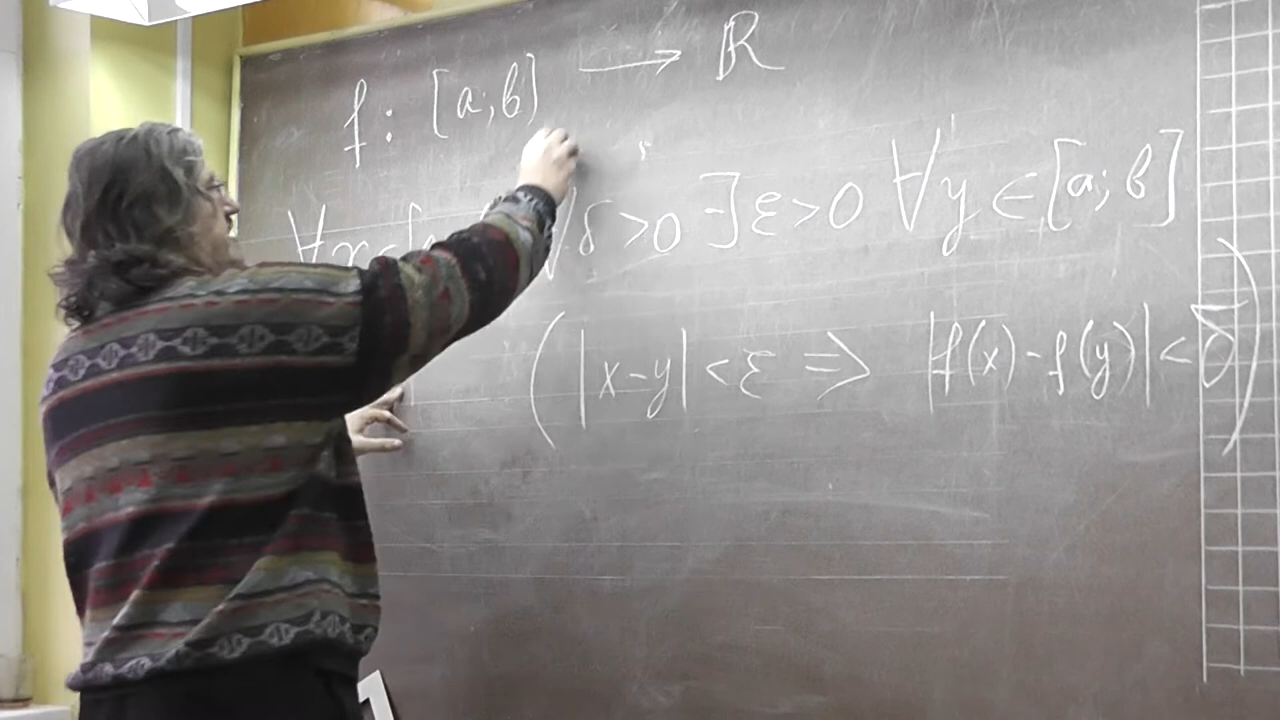 f : [a; b] ⟶ ℝ
∀x∈[ ∀δ>0 ∃ε>0 ∀y∈[a; b]
( |x-y| < ε ⇒ |f(x)-f(y)| < δ )